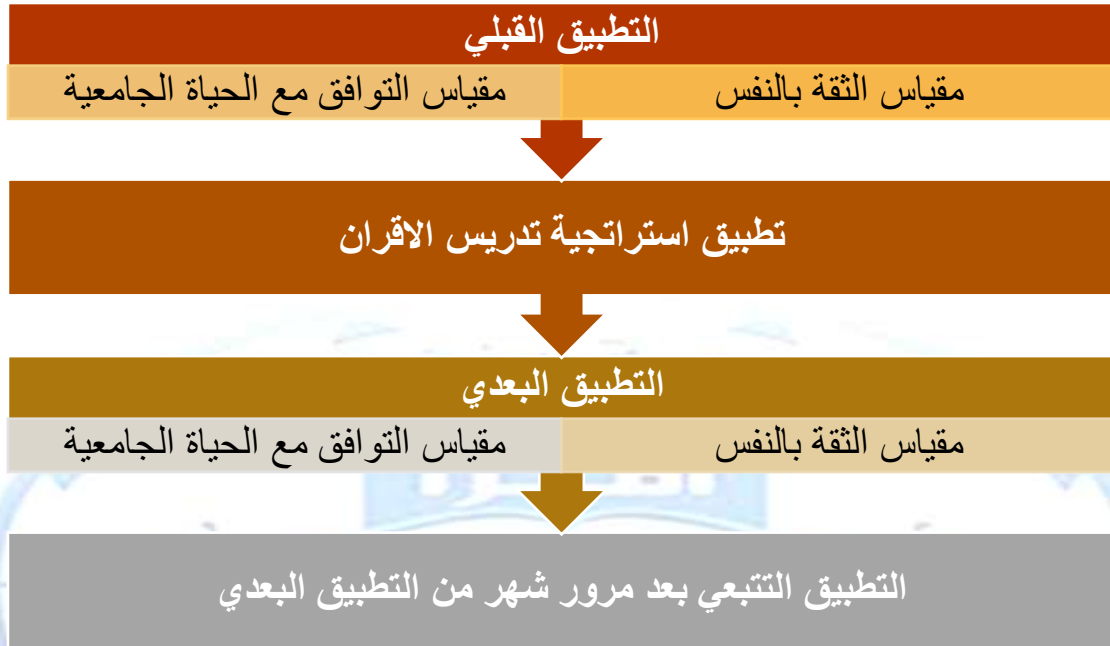 التطبيق القبلي
مقياس الثقة بالنفس
مقياس التوافق مع الحياة الجامعية
تطبيق استراتجية تدريس الاقران
التطبيق البعدي
مقياس الثقة بالنفس
مقياس التوافق مع الحياة الجامعية
التطبيق التتبعي بعد مرور شهر من التطبيق البعدي